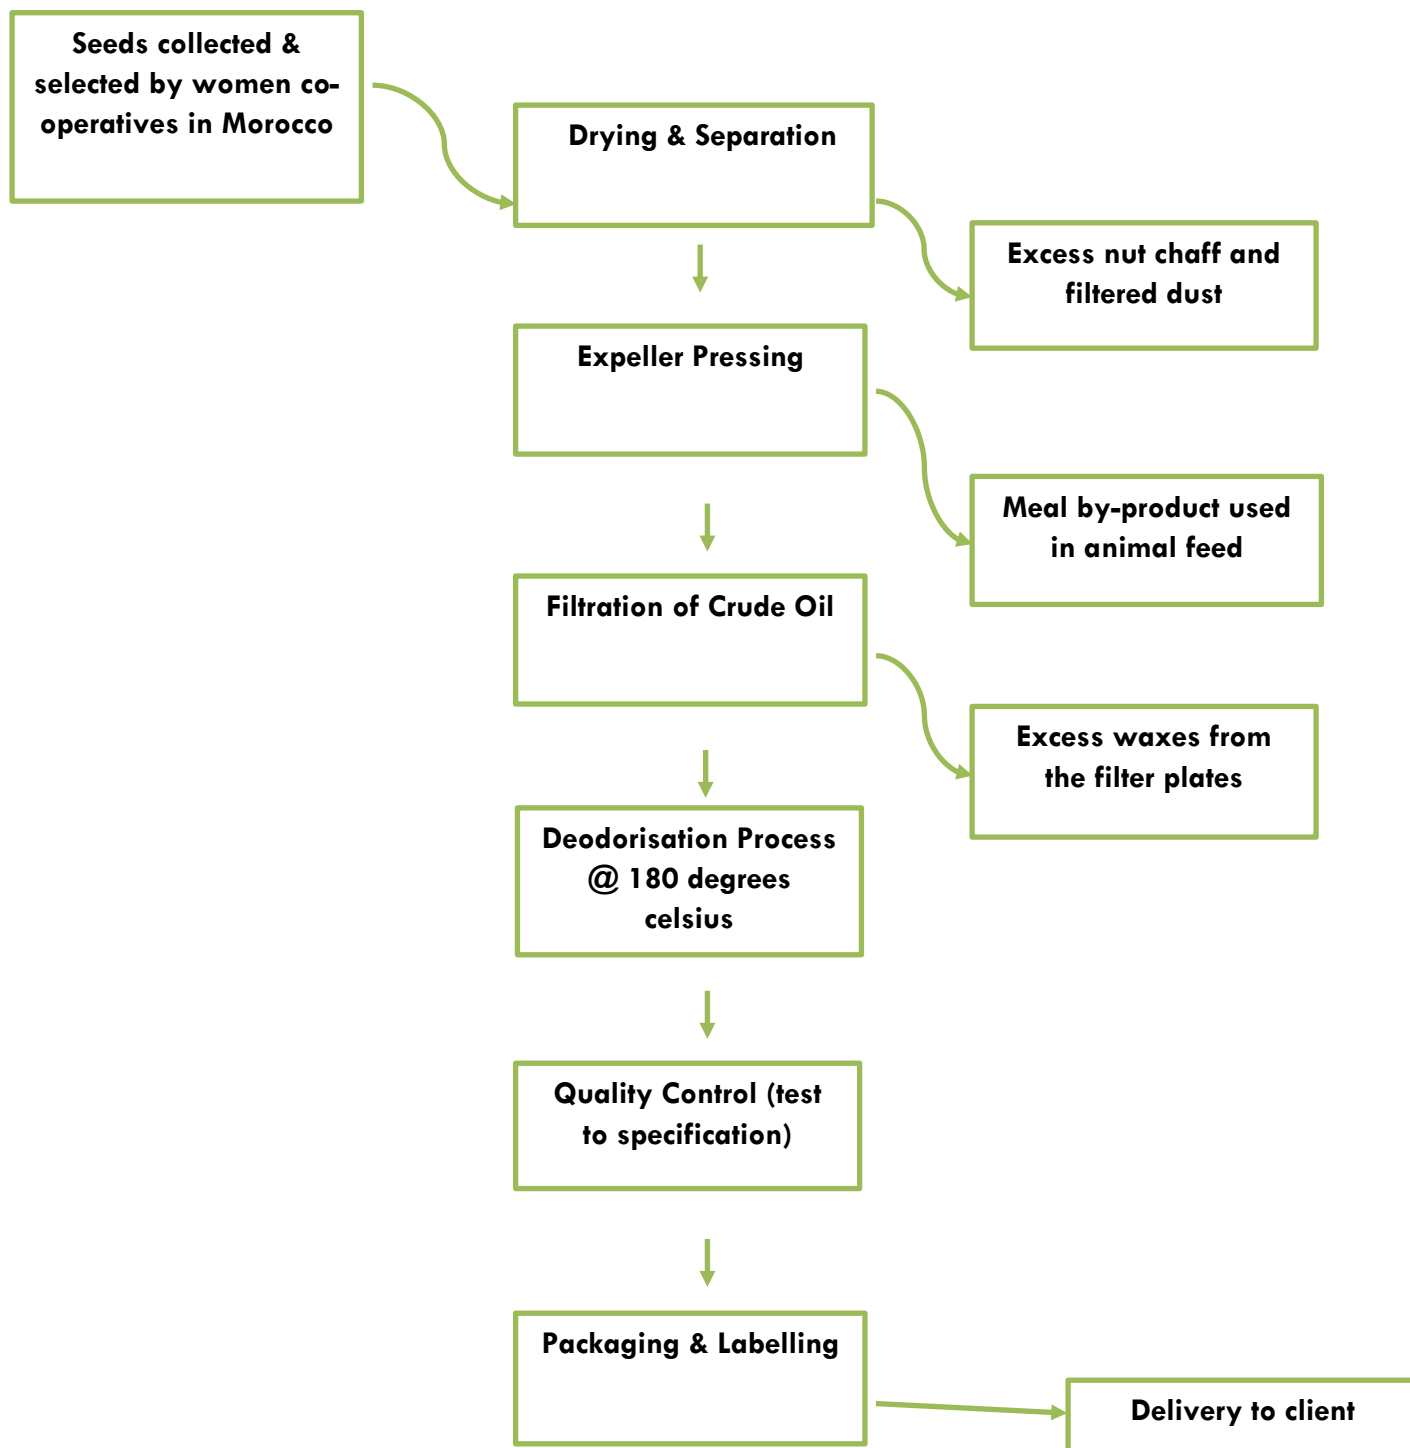 Seeds collected &
selected by women co-
operatives in Morocco
Drying & Separation
Excess nut chaff and
filtered dust
Expeller Pressing
Meal by-product used
in animal feed
Filtration of Crude Oil
Excess waxes from
the filter plates
Deodorisation Process
@ 180 degrees
celsius
Quality Control (test
to specification)
Packaging & Labelling
Delivery to client